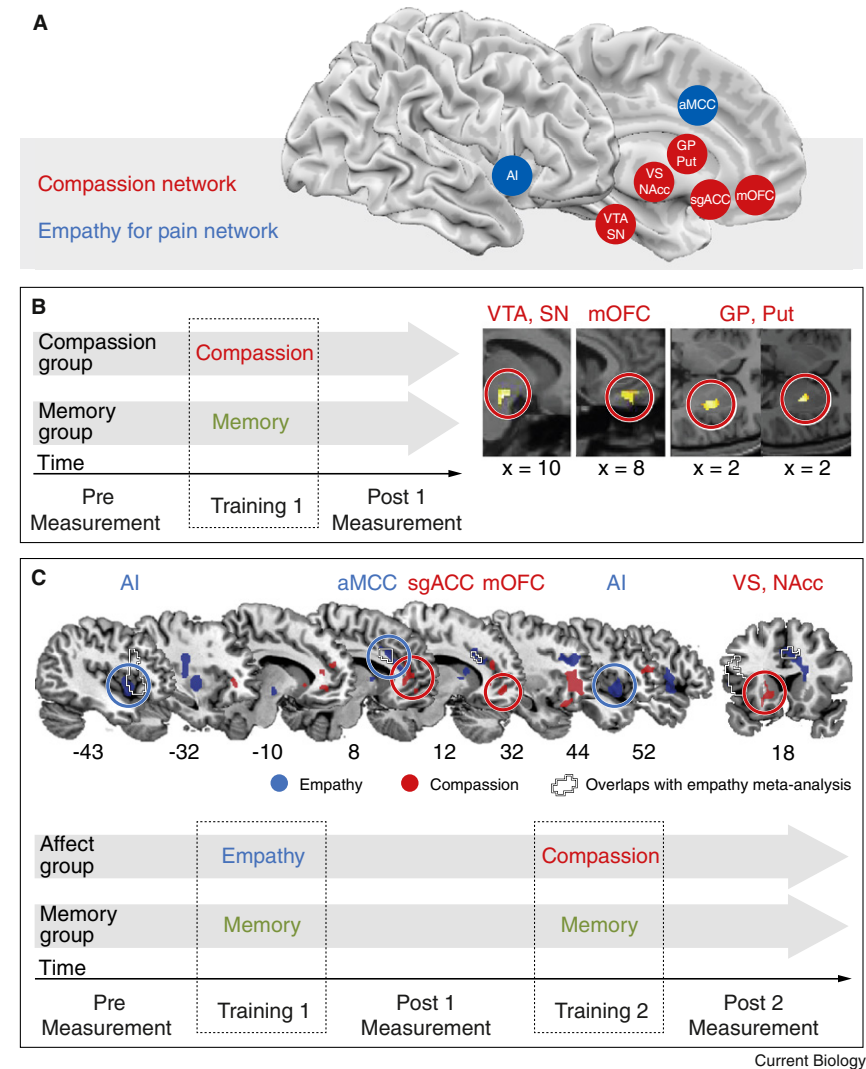 A
aMCC
GP
Put
AI
VS
NAcc
sgACC
mOFC
VTA
SN
Compassion network
Empathy for pain network
B
VTA, SN
mOFC
GP, Put
Compassion
group
Compassion
Memory
group
Memory
Time
x = 10
x = 8
x = 2
x = 2
Pre
Measurement
Training 1
Post 1
Measurement
C
AI
aMCC
sgACC
mOFC
AI
VS, NAcc
-43
-32
-10
8
12
32
44
52
18
Empathy
Compassion
Overlaps with empathy meta-analysis
Affect
group
Empathy
Compassion
Memory
group
Memory
Memory
Time
Pre
Measurement
Training 1
Post 1
Measurement
Training 2
Post 2
Measurement
Current Biology